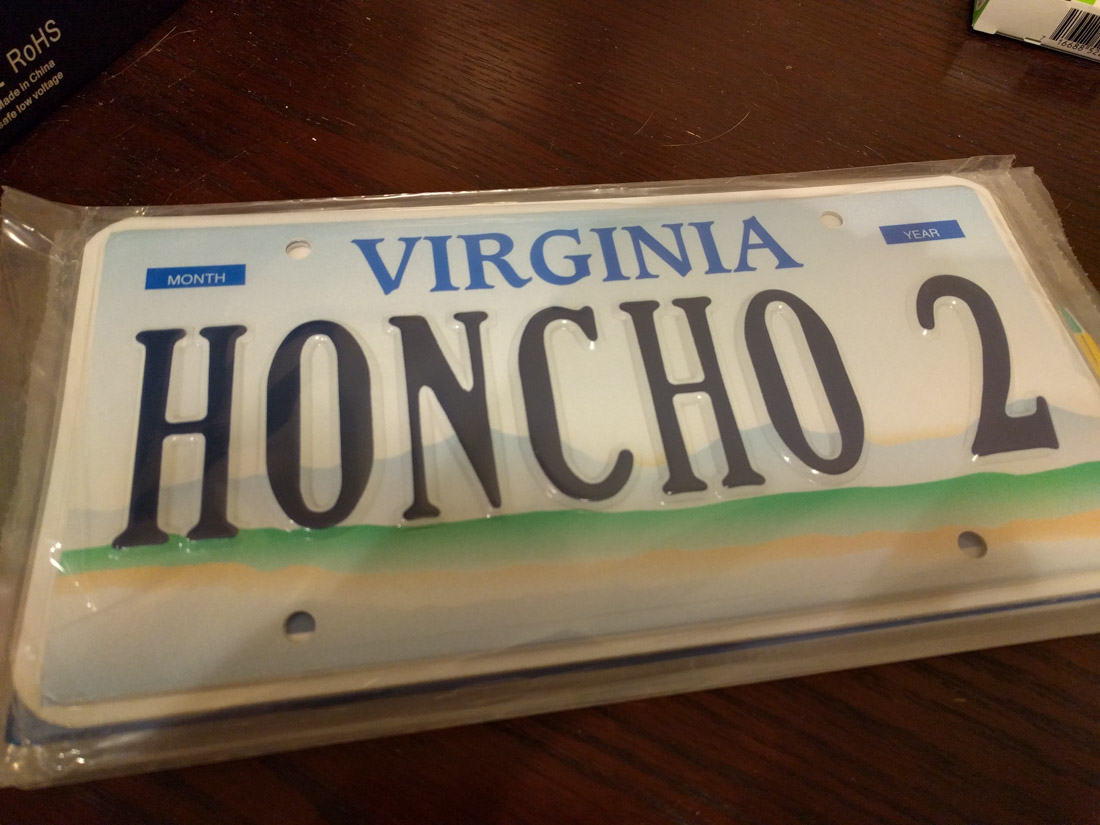 RoHS
Made in China
safe low voltage
VIRGINIA
MONTH
YEAR
HONCHO 2